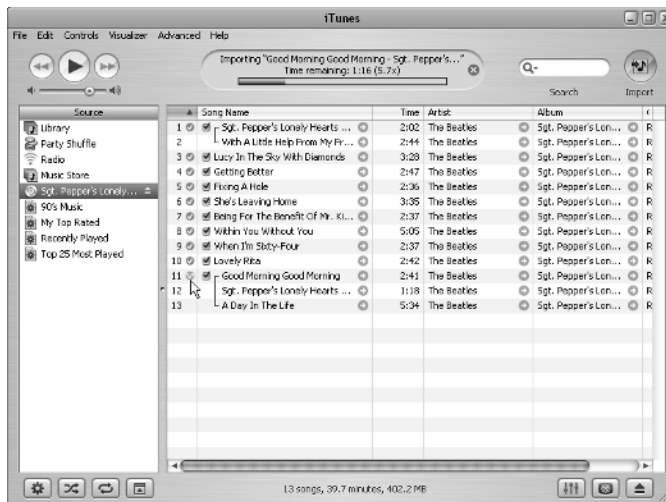 iTunes
File Edit Controls Visualizer Advanced Help
Importing "Good Morning Good Morning - Sgt. Pepper's..."
Time remaining: 1:16 (5.7x)
Search
Import
Source
Library
Party Shuffle
Radio
Music Store
Sgt. Pepper's Lonely...
90's Music
My Top Rated
Recently Played
Top 25 Most Played
Song Name Time Artist Album
1 Sgt. Pepper's Lonely Hearts ... 2:02 The Beatles Sgt. Pepper's Lon... R
2 With A Little Help From My Fr... 2:44 The Beatles Sgt. Pepper's Lon... R
3 Lucy In The Sky With Diamonds 3:28 The Beatles Sgt. Pepper's Lon... R
4 Getting Better 2:47 The Beatles Sgt. Pepper's Lon... R
5 Fixing A Hole 2:36 The Beatles Sgt. Pepper's Lon... R
6 She's Leaving Home 3:35 The Beatles Sgt. Pepper's Lon... R
7 Being For The Benefit Of Mr. Ki... 2:37 The Beatles Sgt. Pepper's Lon... R
8 Within You Without You 5:05 The Beatles Sgt. Pepper's Lon... R
9 When I'm Sixty-Four 2:37 The Beatles Sgt. Pepper's Lon... R
10 Lovely Rita 2:42 The Beatles Sgt. Pepper's Lon... R
11 Good Morning Good Morning 2:41 The Beatles Sgt. Pepper's Lon... R
12 Sgt. Pepper's Lonely Hearts ... 1:18 The Beatles Sgt. Pepper's Lon... R
13 A Day In The Life 5:34 The Beatles Sgt. Pepper's Lon... R
13 songs, 39.7 minutes, 402.2 MB